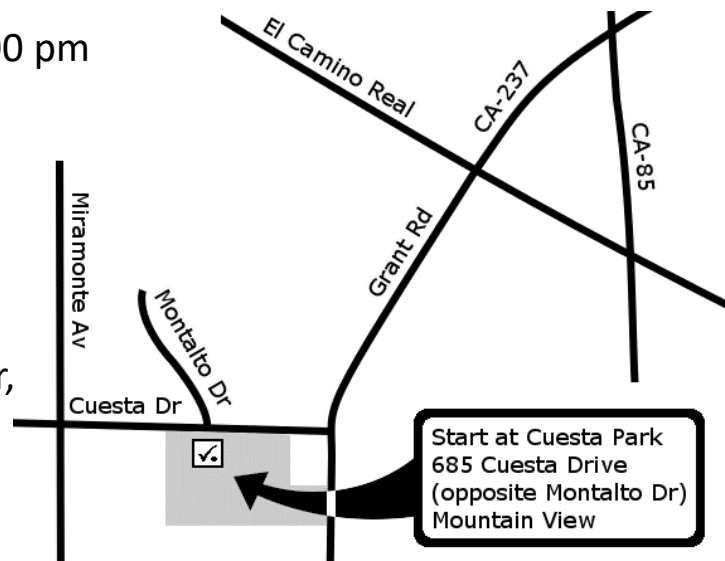 00 pm
El Camino Real
CA-237
CA-85
Miramonte Av
Grant Rd
Montalto Dr
r,
Cuesta Dr
Start at Cuesta Park
685 Cuesta Drive
(opposite Montalto Dr)
Mountain View